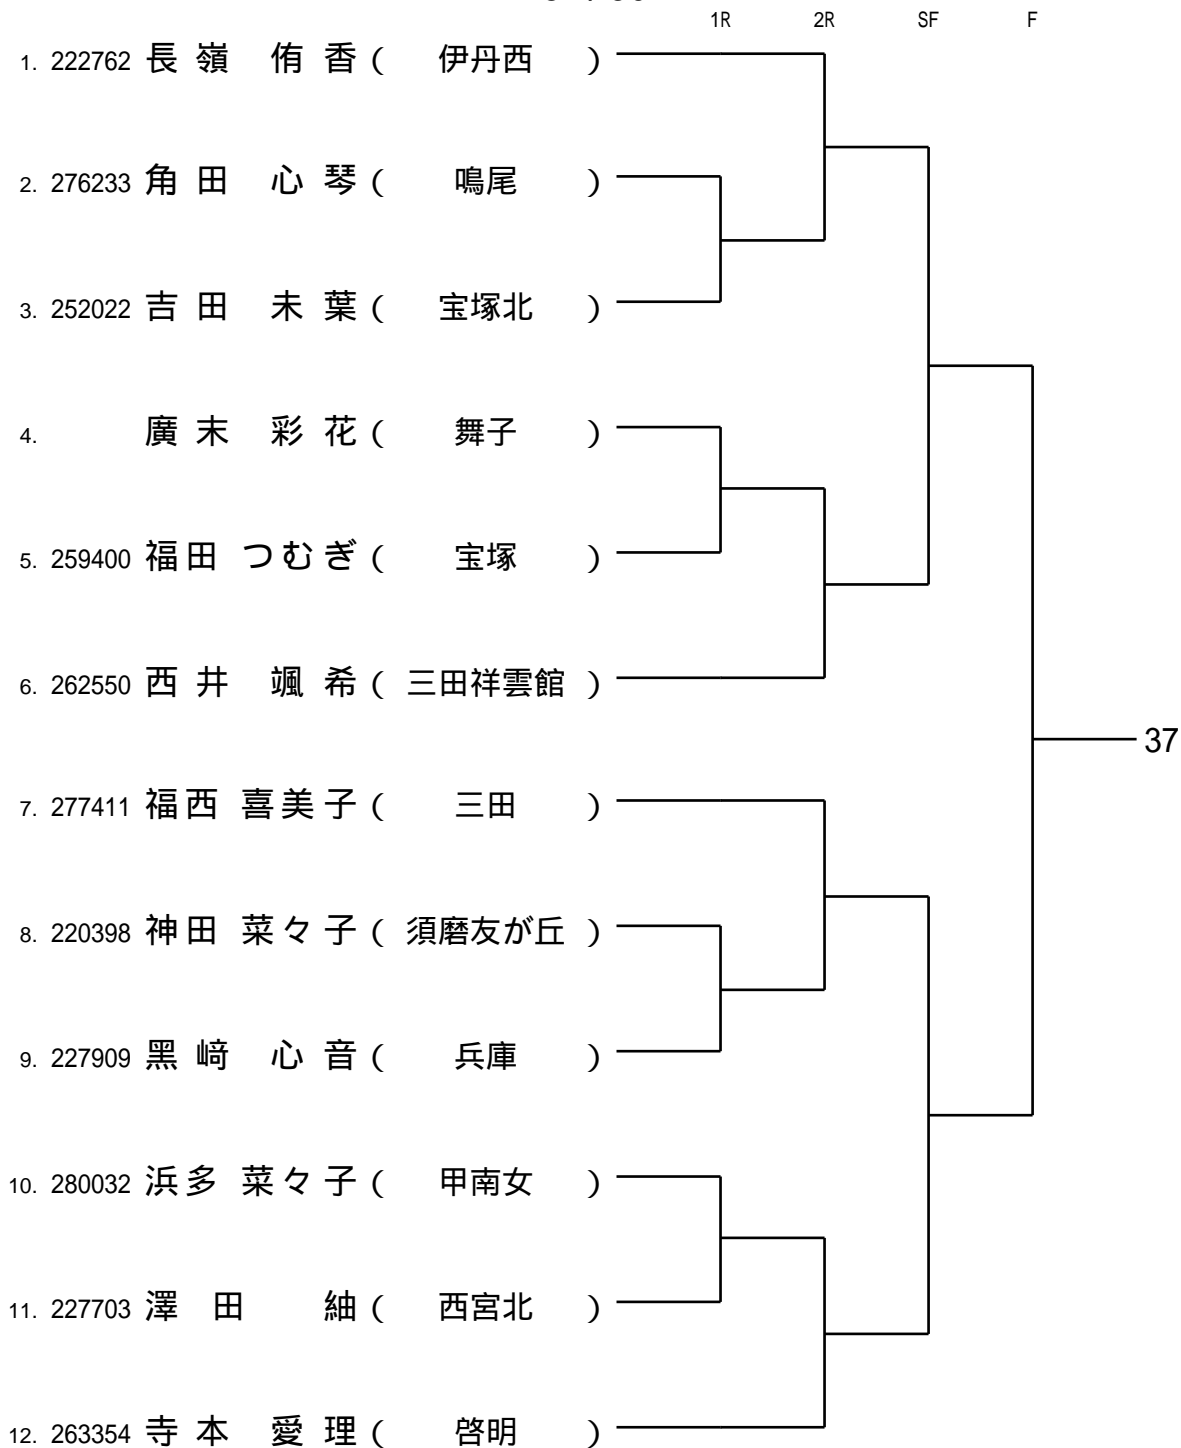 1R 2R SF F
1. 222762 長嶺 侑香 ( 伊丹西 )
2. 276233 角田 心琴 ( 鳴尾 )
3. 252022 吉田 未葉 ( 宝塚北 )
4. 廣末 彩花 ( 舞子 )
5. 259400 福田 つむぎ ( 宝塚 )
6. 262550 西井 颯希 ( 三田祥雲館 )
37
7. 277411 福西 喜美子 ( 三田 )
8. 220398 神田 菜々子 ( 須磨友が丘 )
9. 227909 黒﨑 心音 ( 兵庫 )
10. 280032 浜多 菜々子 ( 甲南女 )
11. 227703 澤田 紬 ( 西宮北 )
12. 263354 寺本 愛理 ( 啓明 )